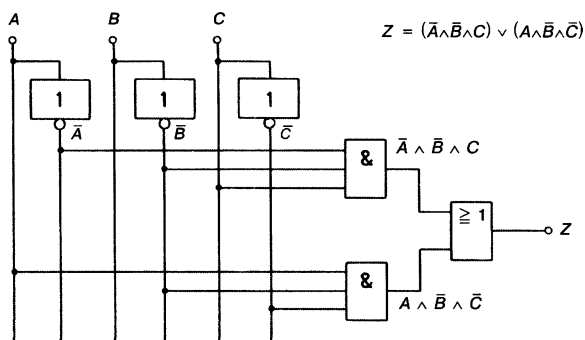 A B C
Z = (A̅∧B̅∧C) ∨ (A∧B̅∧C̅)
1 1 1
A̅ B̅ C̅
& A̅ ∧ B̅ ∧ C
≧ 1 Z
&
A ∧ B̅ ∧ C̅